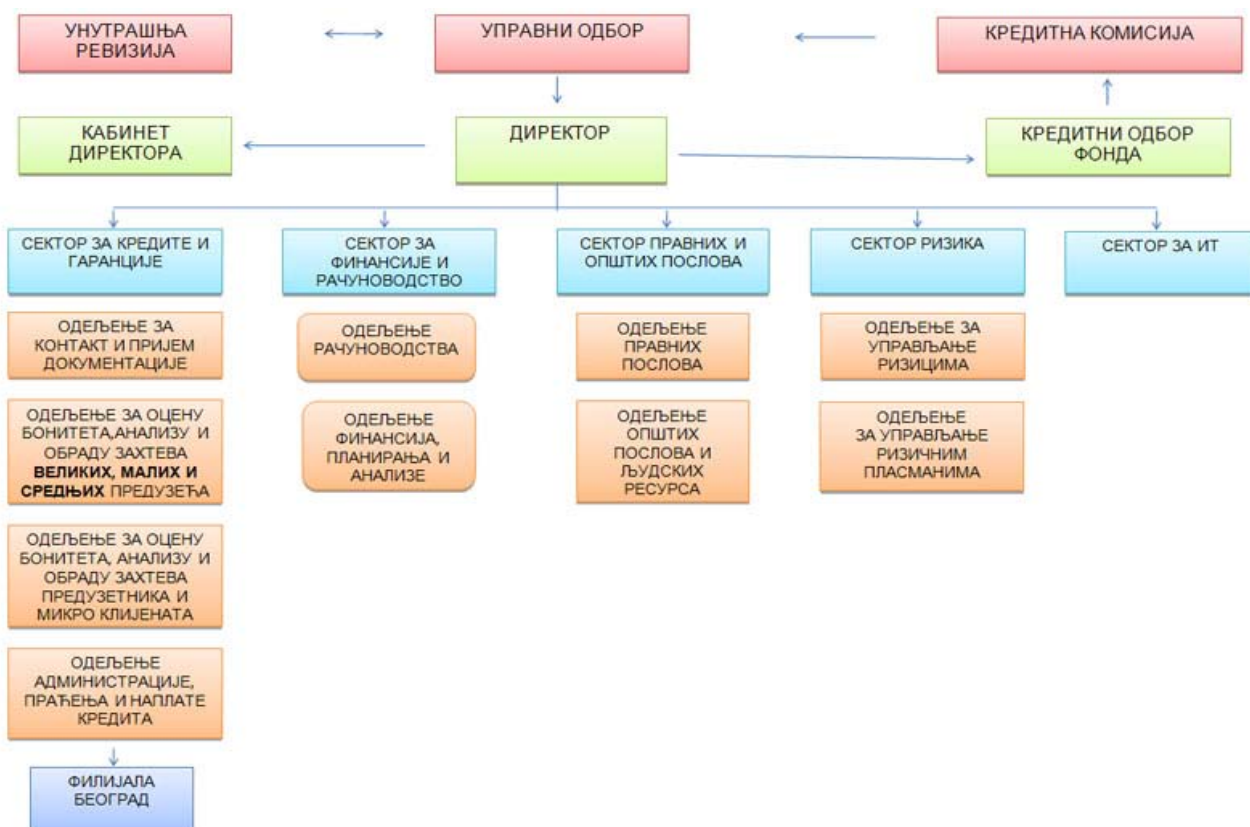 УНУТРАШЊА
РЕВИЗИЈА
УПРАВНИ ОДБОР
КРЕДИТНА КОМИСИЈА
КАБИНЕТ
ДИРЕКТОРА
ДИРЕКТОР
КРЕДИТНИ ОДБОР
ФОНДА
СЕКТОР ЗА КРЕДИТЕ И
ГАРАНЦИЈЕ
СЕКТОР ЗА
ФИНАНСИЈЕ И
РАЧУНОВОДСТВО
СЕКТОР ПРАВНИХ И
ОПШТИХ ПОСЛОВА
СЕКТОР РИЗИКА
СЕКТОР ЗА ИТ
ОДЕЉЕЊЕ ЗА
КОНТАКТ И ПРИЈЕМ
ДОКУМЕНТАЦИЈЕ
ОДЕЉЕЊЕ
РАЧУНОВОДСТВА
ОДЕЉЕЊЕ
ПРАВНИХ
ПОСЛОВА
ОДЕЉЕЊЕ ЗА
УПРАВЉАЊЕ
РИЗИЦИМА
ОДЕЉЕЊЕ ЗА ОЦЕНУ
БОНИТЕТА,АНАЛИЗУ И
ОБРАДУ ЗАХТЕВА
ВЕЛИКИХ, МАЛИХ И
СРЕДЊИХ ПРЕДУЗЕЋА
ОДЕЉЕЊЕ
ФИНАНСИЈА,
ПЛАНИРАЊА И
АНАЛИЗЕ
ОДЕЉЕЊЕ
ОПШТИХ
ПОСЛОВА И
ЉУДСКИХ
РЕСУРСА
ОДЕЉЕЊЕ
ЗА УПРАВЉАЊЕ
РИЗИЧНИМ
ПЛАСМАНИМА
ОДЕЉЕЊЕ ЗА ОЦЕНУ
БОНИТЕТА, АНАЛИЗУ И
ОБРАДУ ЗАХТЕВА
ПРЕДУЗЕТНИКА И
МИКРО КЛИЈЕНАТА
ОДЕЉЕЊЕ
АДМИНИСТРАЦИЈЕ,
ПРАЋЕЊА И НАПЛАТЕ
КРЕДИТА
ФИЛИЈАЛА
БЕОГРАД